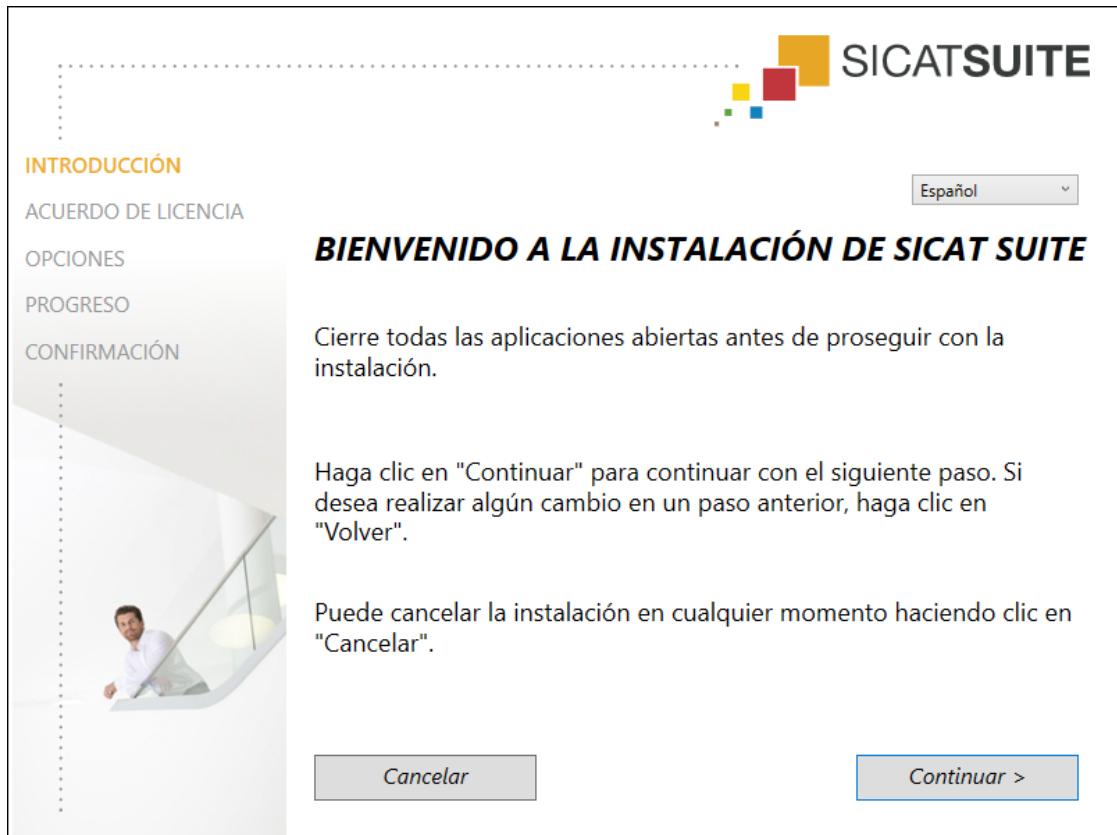 SICATSUITE
INTRODUCCIÓN
ACUERDO DE LICENCIA
OPCIONES
PROGRESO
CONFIRMACIÓN
Español
BIENVENIDO A LA INSTALACIÓN DE SICAT SUITE
Cierre todas las aplicaciones abiertas antes de proseguir con la
instalación.
Haga clic en "Continuar" para continuar con el siguiente paso. Si
desea realizar algún cambio en un paso anterior, haga clic en
"Volver".
Puede cancelar la instalación en cualquier momento haciendo clic en
"Cancelar".
Cancelar
Continuar >